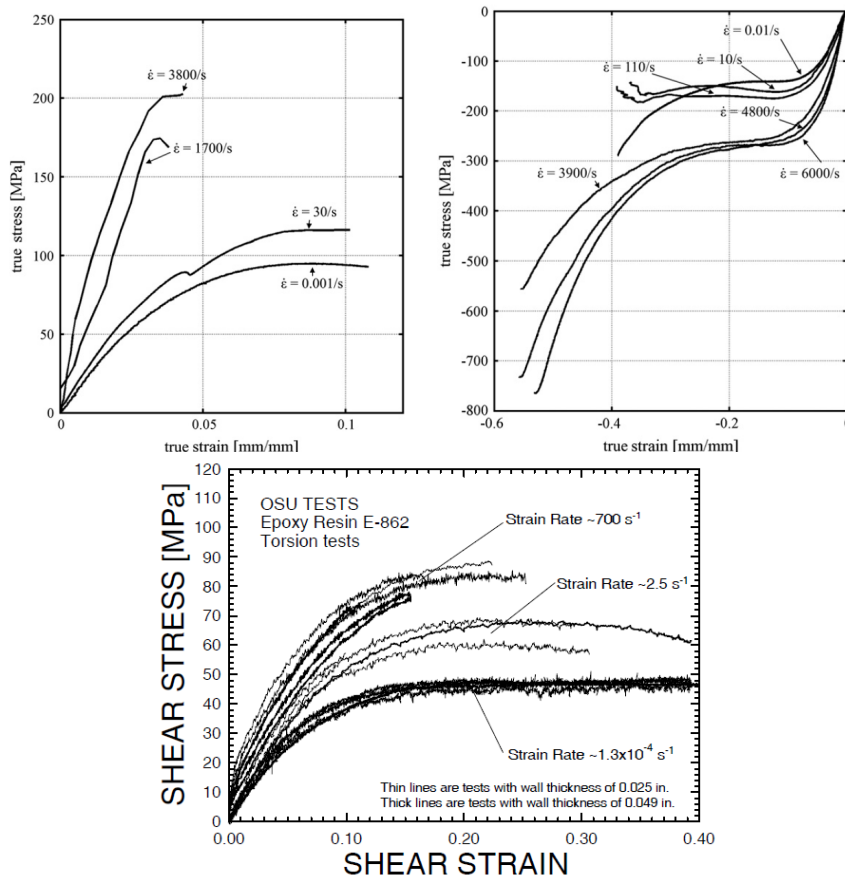 250
200
150
100
50
0
true stress [MPa]
ε̇ = 3800/s
ε̇ = 1700/s
ε̇ = 30/s
ε̇ = 0.001/s
0
0.05
0.1
true strain [mm/mm]
0
-100
-200
-300
-400
-500
-600
-700
-800
true stress [MPa]
ε̇ = 0.01/s
ε̇ = 10/s
ε̇ = 110/s
ε̇ = 4800/s
ε̇ = 3900/s
ε̇ = 6000/s
-0.6
-0.4
-0.2
true strain [mm/mm]
120
110
100
90
80
70
60
50
40
30
20
10
0
SHEAR STRESS [MPa]
OSU TESTS
Epoxy Resin E-862
Torsion tests
Strain Rate ~700 s⁻¹
Strain Rate ~2.5 s⁻¹
Strain Rate ~1.3x10⁻⁴ s⁻¹
Thin lines are tests with wall thickness of 0.025 in.
Thick lines are tests with wall thickness of 0.049 in.
0.00
0.10
0.20
0.30
0.40
SHEAR STRAIN